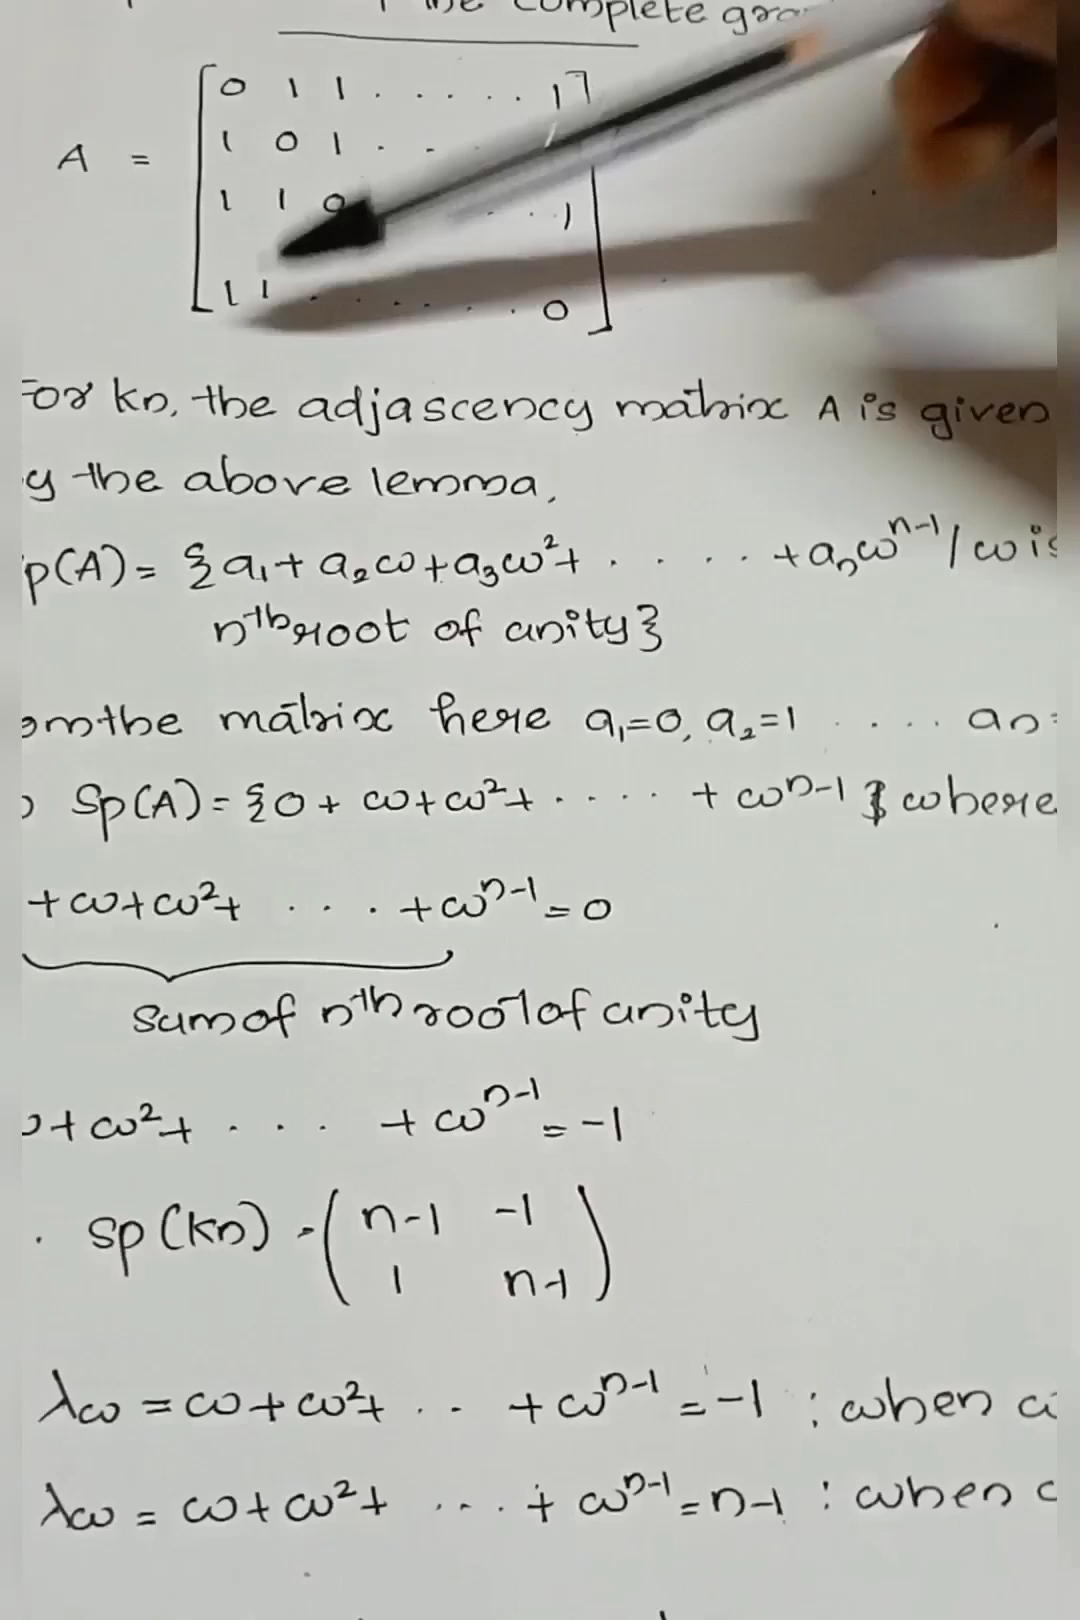 the complete
A = [0 1 1 . . . . . 1
1 0 1 . . .
1 1 0 . . 1
1 1 . . . . . . 0]
For kn, the adjascency matrix A is given
y the above lemma,
p(A) = {a₁ + a₂ω + a₃ω² + . . . . + aₙωⁿ⁻¹ / ω is
nth root of unity}
om the matrix here a₁=0, a₂=1 . . . . an=
Sp(A) = {0 + ω + ω² + . . . . + ωⁿ⁻¹} where
+ ω + ω² + . . . . + ωⁿ⁻¹ = 0
sum of nth root of unity
+ ω² + . . . + ωⁿ⁻¹ = -1
. Sp(kn) = (n-1 -1
1 n-1)
λω = ω + ω² + . . + ωⁿ⁻¹ = -1 : when
λω = ω + ω² + ... + ωⁿ⁻¹ = n-1 : when